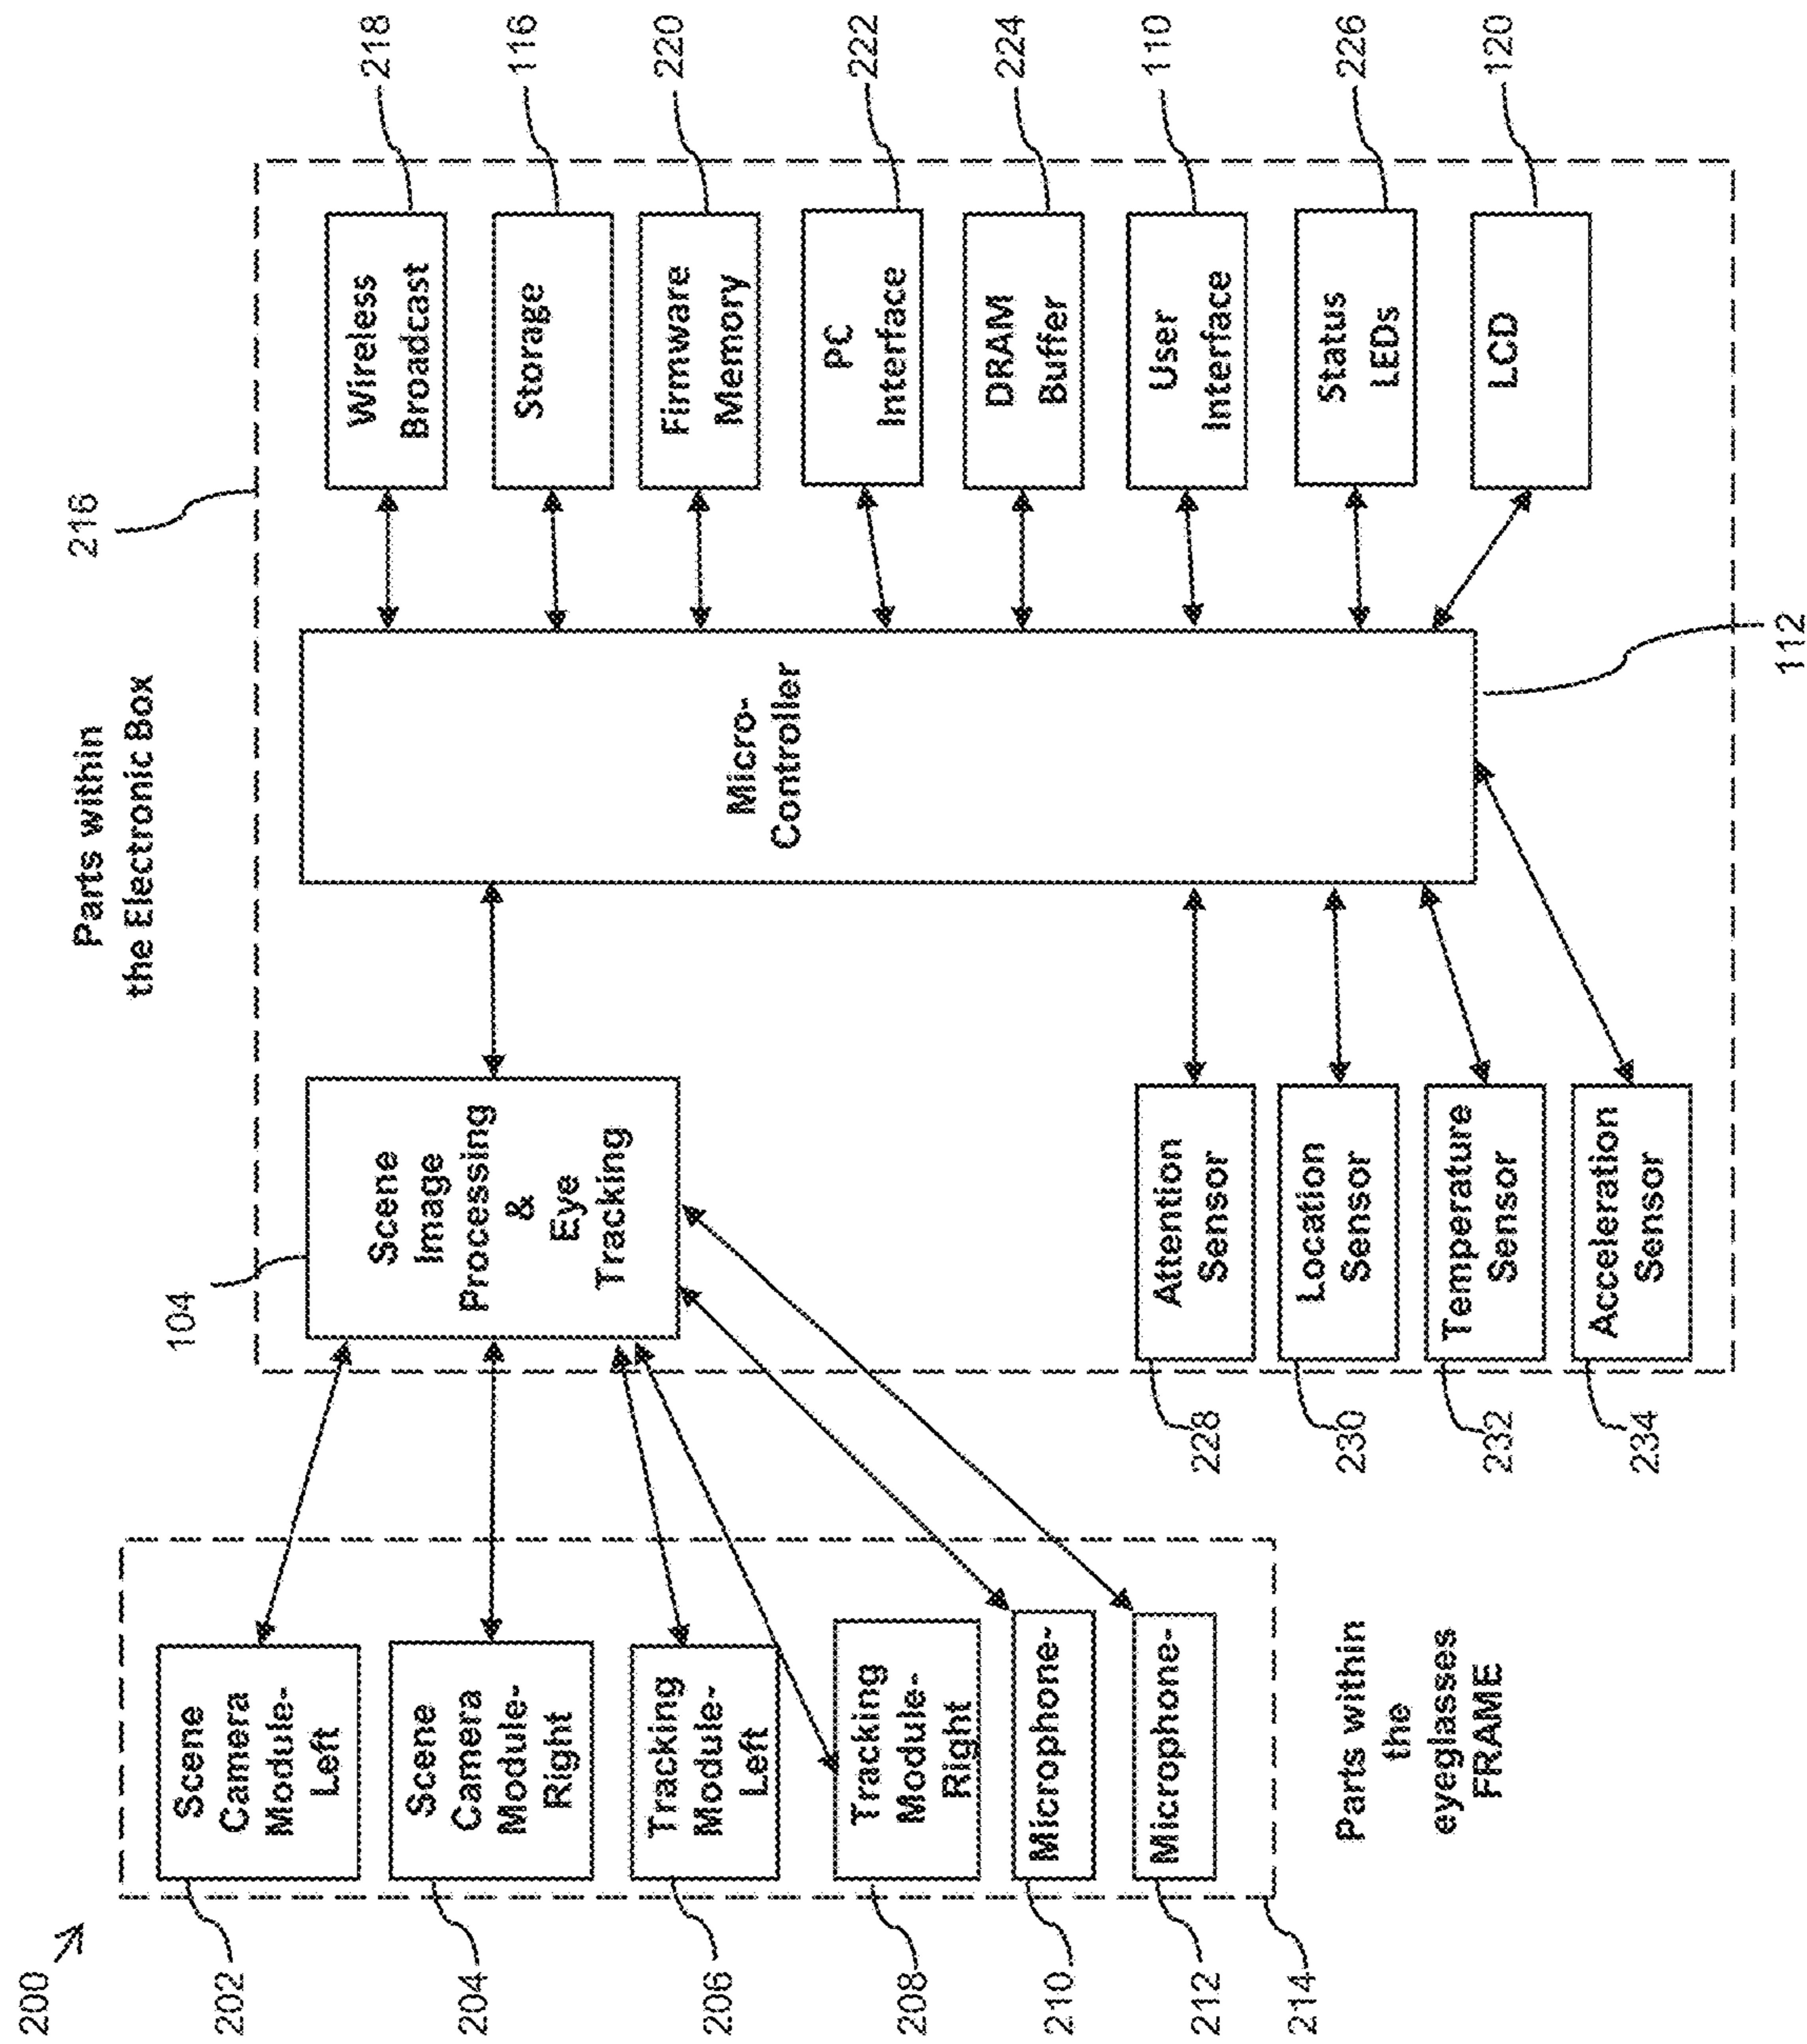 200
Parts within
the Electronic Box
216
104
202
Scene
Camera
Module-
Left
204
Scene
Camera
Module-
Right
206
Tracking
Module-
Left
208
Tracking
Module-
Right
210
Microphone-
212
Microphone-
214
Parts within
the
eyeglasses
FRAME
Scene
Image
Processing
&
Eye
Tracking
228
Attention
Sensor
230
Location
Sensor
232
Temperature
Sensor
234
Acceleration
Sensor
Micro-
Controller
112
Wireless
Broadcast
218
Storage
116
Firmware
Memory
220
PC
Interface
222
DRAM
Buffer
224
User
Interface
110
Status
LEDs
226
LCD
120